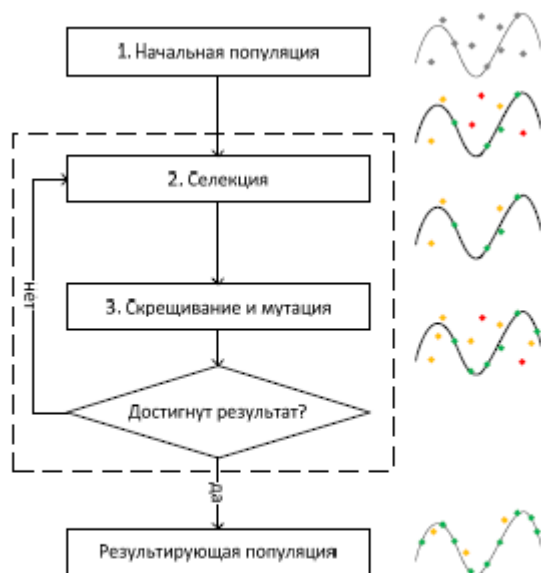 1. Начальная популяция
2. Селекция
нет
3. Скрещивание и мутация
Достигнут результат?
да
Результирующая популяция